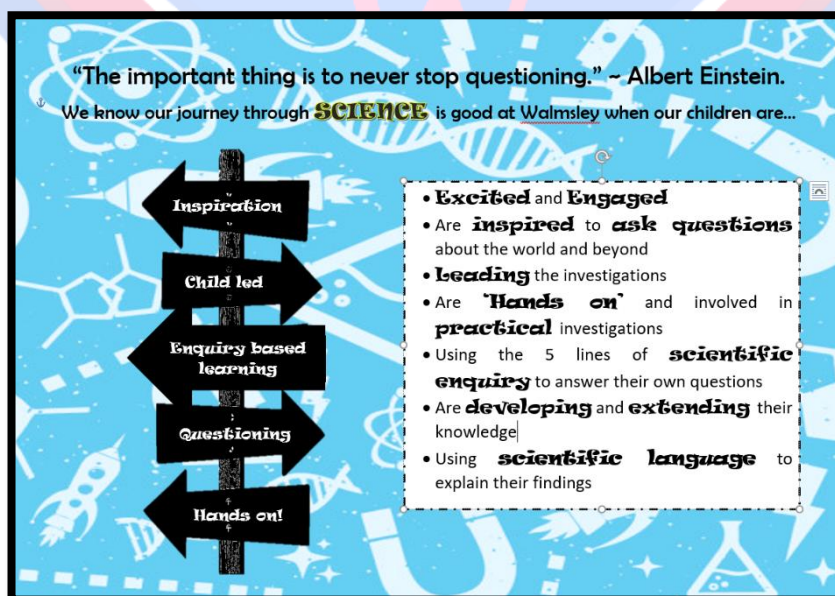 “The important thing is to never stop questioning.” ~ Albert Einstein.
We know our journey through SCIENCE is good at Walmsley when our children are...
Inspiration
Child led
Enquiry based
learning
Questioning
Hands on!
• Excited and Engaged
• Are inspired to ask questions
about the world and beyond
• Leading the investigations
• Are ‘Hands on’ and involved in
practical investigations
• Using the 5 lines of scientific
enquiry to answer their own questions
• Are developing and extending their
knowledge
• Using scientific language to
explain their findings